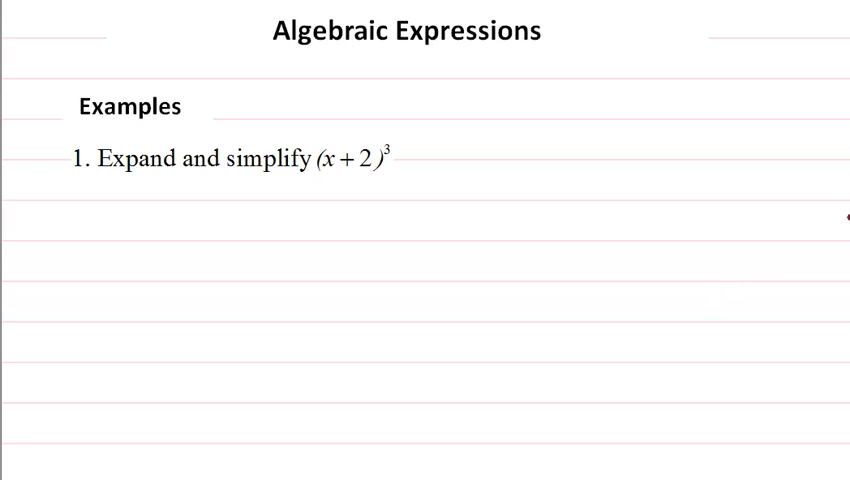 Algebraic Expressions
Examples
1. Expand and simplify (x + 2)³